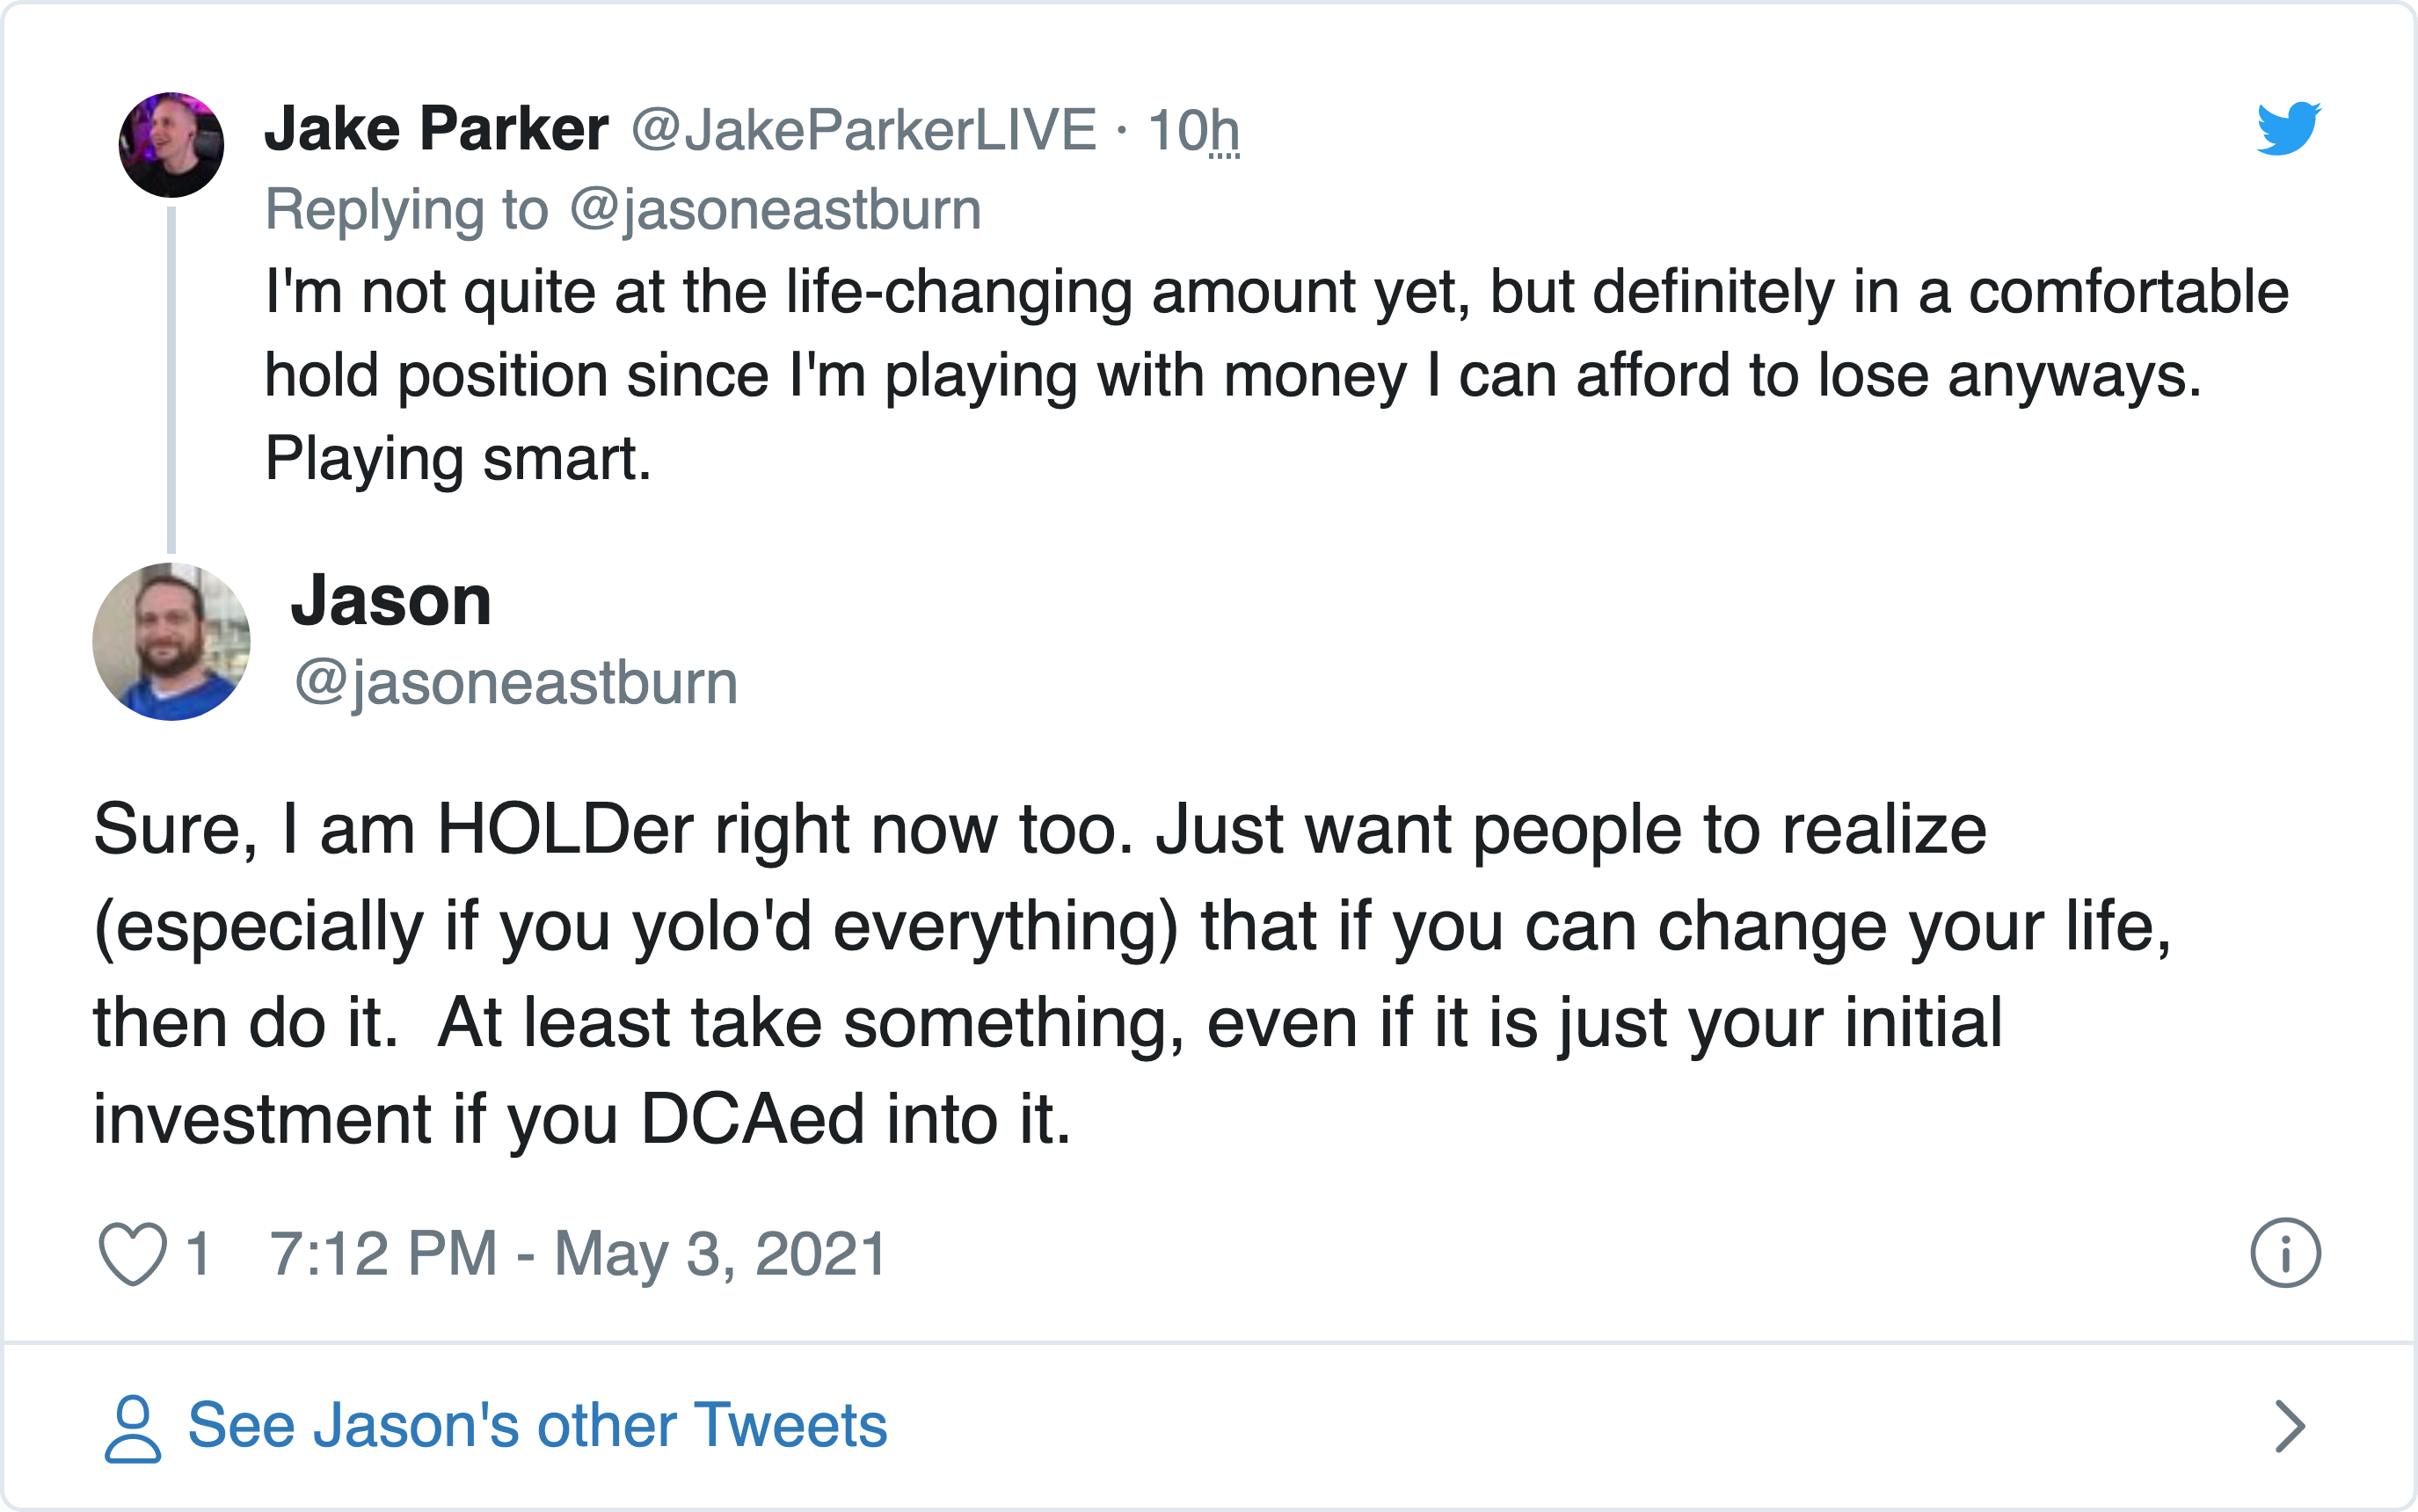 Jake Parker @JakeParkerLIVE · 10h
Replying to @jasoneastburn
I'm not quite at the life-changing amount yet, but definitely in a comfortable
hold position since I'm playing with money I can afford to lose anyways.
Playing smart.
Jason
@jasoneastburn
Sure, I am HOLDer right now too. Just want people to realize
(especially if you yolo'd everything) that if you can change your life,
then do it.  At least take something, even if it is just your initial
investment if you DCAed into it.
1 7:12 PM - May 3, 2021
See Jason's other Tweets